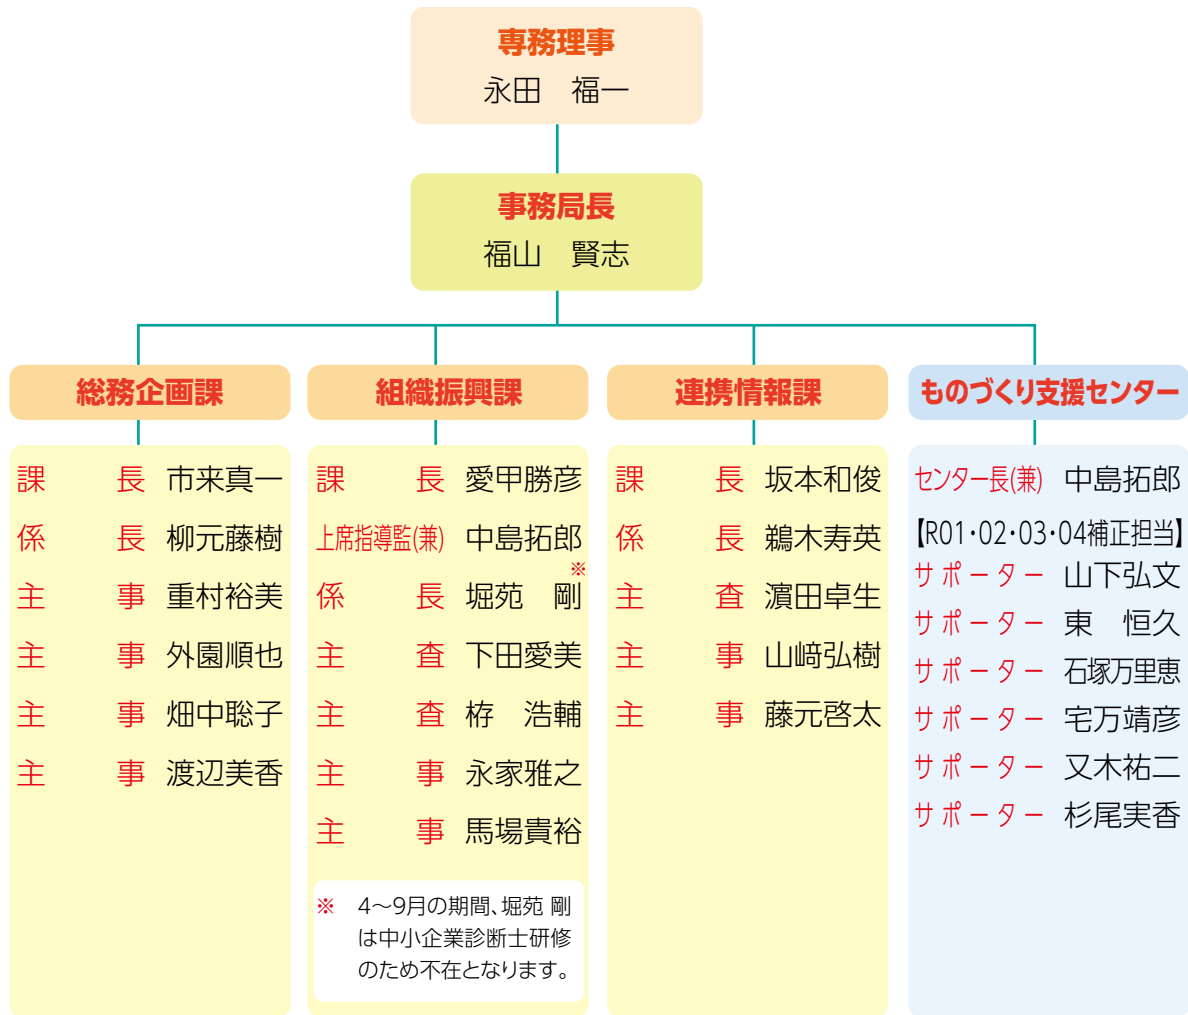 専務理事
永田　福一
事務局長
福山　賢志
総務企画課
課　長 市来真一
係　長 柳元藤樹
主　事 重村裕美
主　事 外園順也
主　事 畑中聡子
主　事 渡辺美香
組織振興課
課　長 愛甲勝彦
上席指導監(兼) 中島拓郎
係　長 堀苑　剛※
主　査 下田愛美
主　査 栫　浩輔
主　事 永家雅之
主　事 馬場貴裕
※ 4～9月の期間、堀苑 剛
は中小企業診断士研修
のため不在となります。
連携情報課
課　長 坂本和俊
係　長 鵜木寿英
主　査 濵田卓生
主　事 山﨑弘樹
主　事 藤元啓太
ものづくり支援センター
センター長(兼) 中島拓郎
【R01・02・03・04補正担当】
サポーター 山下弘文
サポーター 東　恒久
サポーター 石塚万里恵
サポーター 宅万靖彦
サポーター 又木祐二
サポーター 杉尾実香